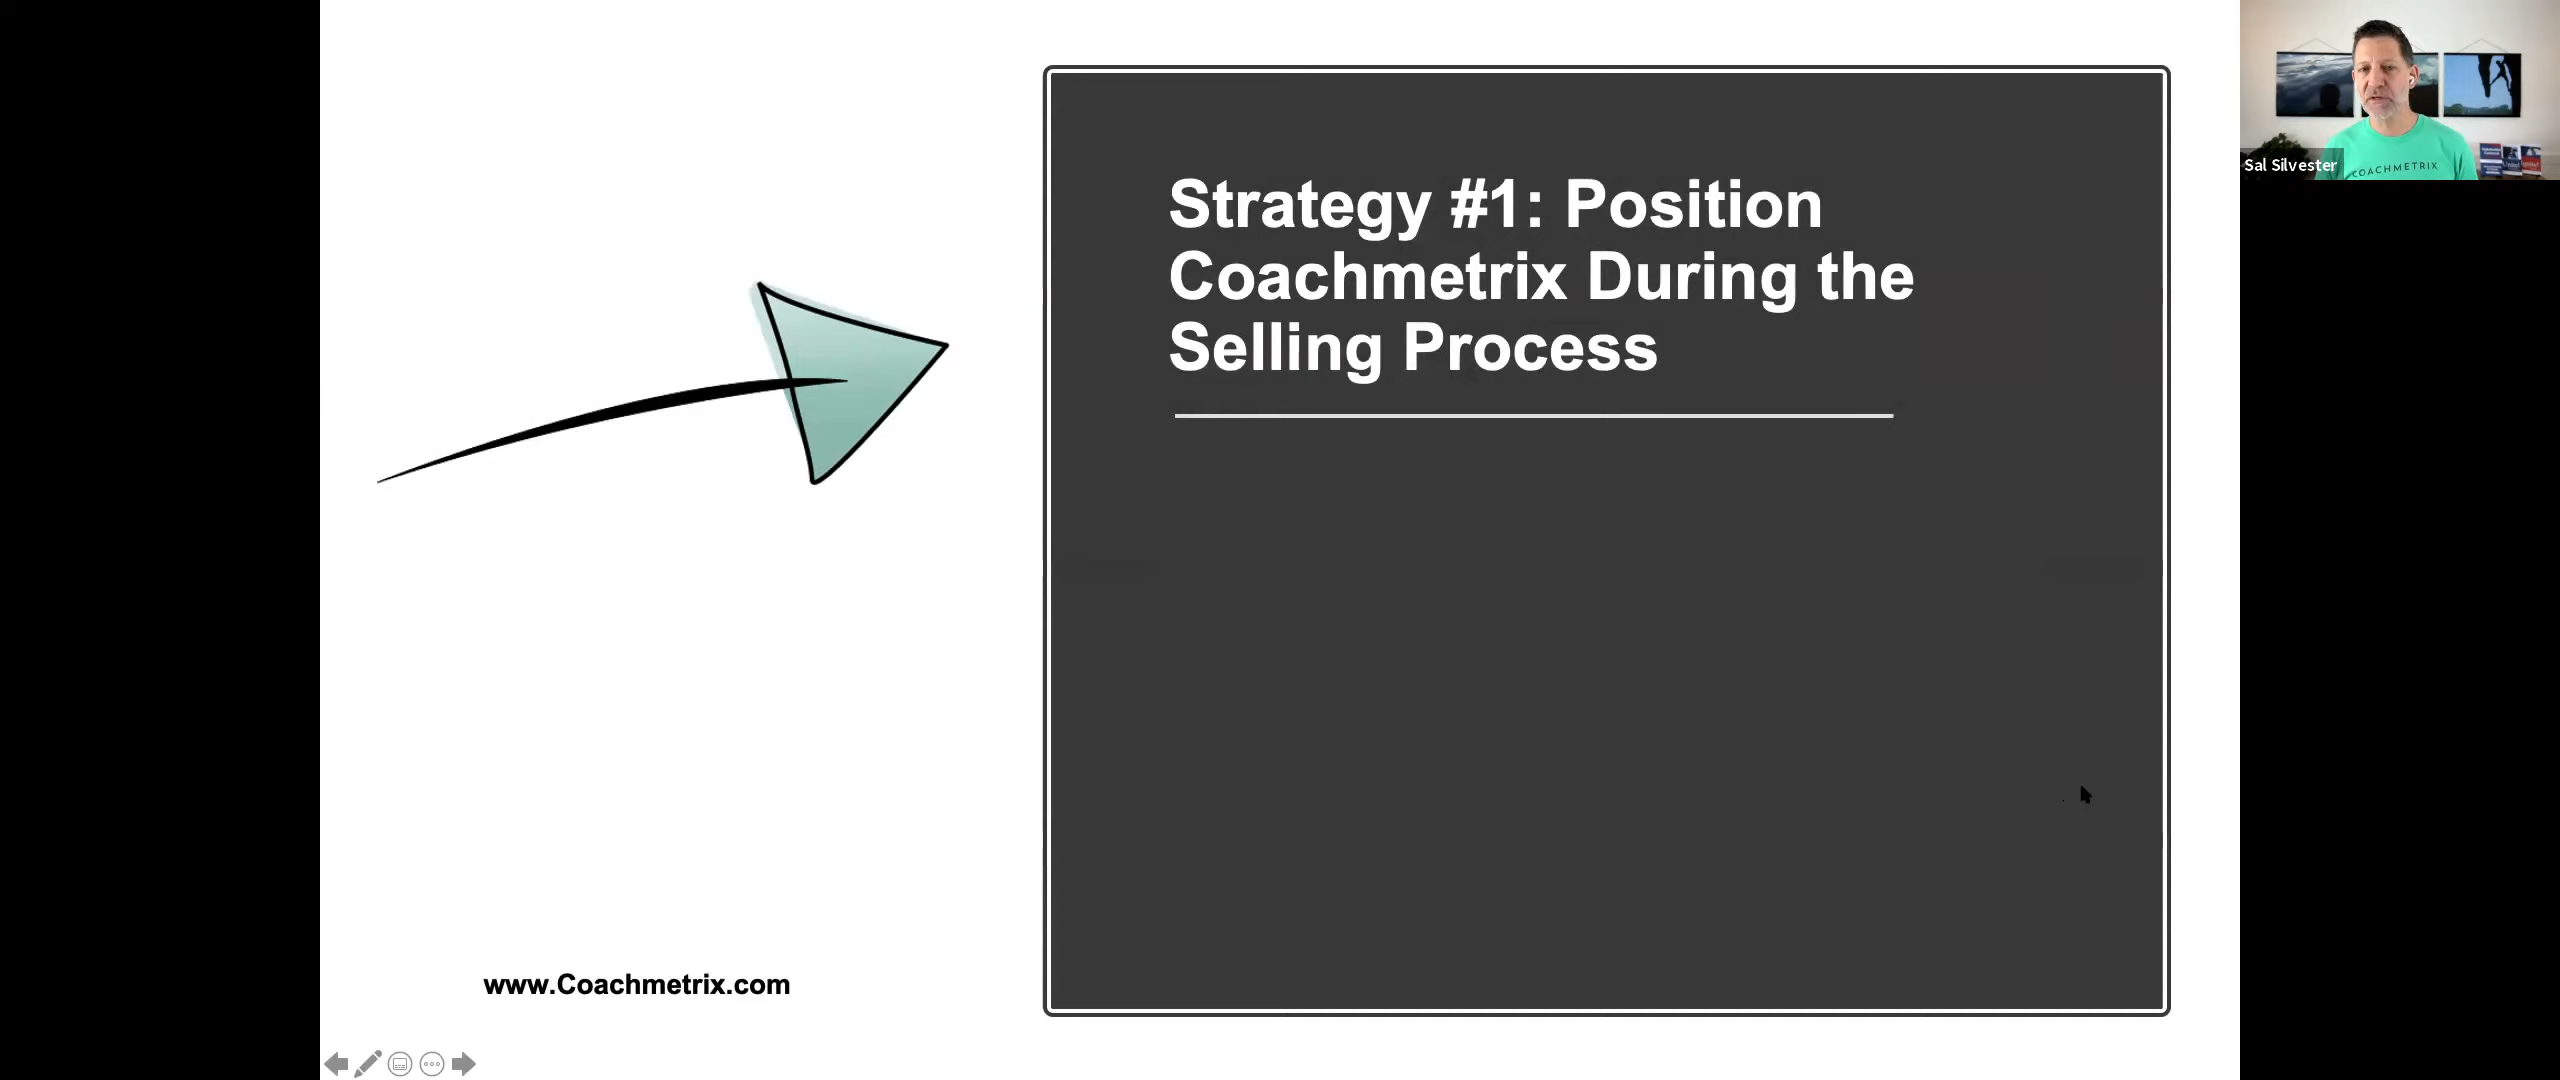 Strategy #1: Position
Coachmetrix During the
Selling Process
www.Coachmetrix.com
Sal Silvester
COACHMETRIX